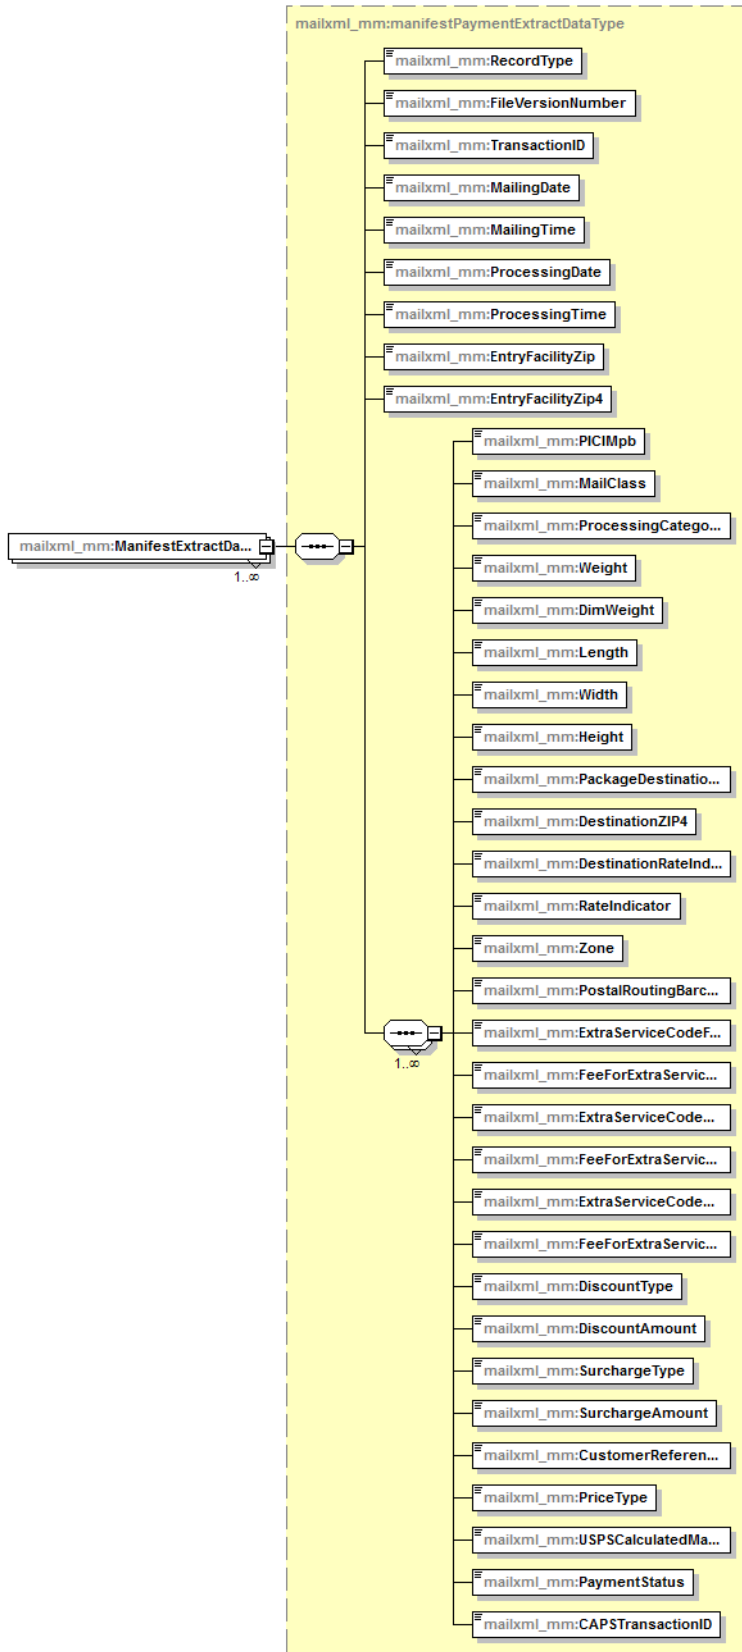 mailxml_mm:manifestPaymentExtractDataType
mailxml_mm:RecordType
mailxml_mm:FileVersionNumber
mailxml_mm:TransactionID
mailxml_mm:MailingDate
mailxml_mm:MailingTime
mailxml_mm:ProcessingDate
mailxml_mm:ProcessingTime
mailxml_mm:EntryFacilityZip
mailxml_mm:EntryFacilityZip4
mailxml_mm:ManifestExtractDa...
1..∞
1..∞
mailxml_mm:PICIMpb
mailxml_mm:MailClass
mailxml_mm:ProcessingCatego...
mailxml_mm:Weight
mailxml_mm:DimWeight
mailxml_mm:Length
mailxml_mm:Width
mailxml_mm:Height
mailxml_mm:PackageDestinatio...
mailxml_mm:DestinationZIP4
mailxml_mm:DestinationRateInd...
mailxml_mm:RateIndicator
mailxml_mm:Zone
mailxml_mm:PostalRoutingBarc...
mailxml_mm:ExtraServiceCodeF...
mailxml_mm:FeeForExtraServic...
mailxml_mm:ExtraServiceCode...
mailxml_mm:FeeForExtraServic...
mailxml_mm:ExtraServiceCode...
mailxml_mm:FeeForExtraServic...
mailxml_mm:DiscountType
mailxml_mm:DiscountAmount
mailxml_mm:SurchargeType
mailxml_mm:SurchargeAmount
mailxml_mm:CustomerReferen...
mailxml_mm:PriceType
mailxml_mm:USPSCalculatedMa...
mailxml_mm:PaymentStatus
mailxml_mm:CAPSTransactionID